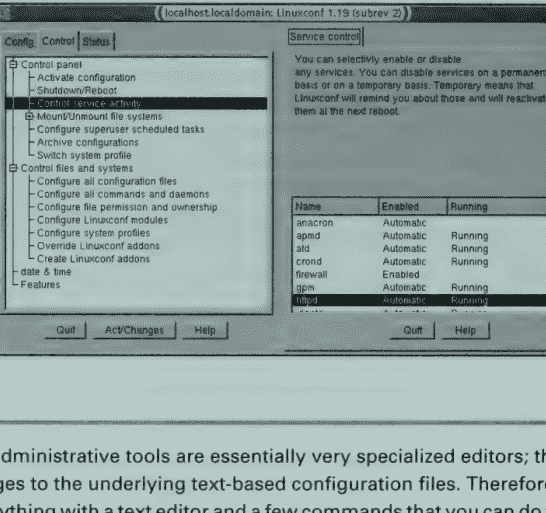 localhost.localdomain: Linuxconf 1.19 (subrev 2)
Config Control Status
Control panel
Activate configuration
Shutdown/Reboot
Control service activity
Mount/Unmount file systems
Configure superuser scheduled tasks
Archive configurations
Switch system profile
Control files and systems
Configure all configuration files
Configure all commands and daemons
Configure file permission and ownership
Configure Linuxconf modules
Configure system profiles
Override Linuxconf addons
Create Linuxconf addons
date & time
Features
Quit Act/Changes Help
Service control
You can selectivly enable or disable
any services. You can disable services on a permanent
basis or on a temporary basis. Temporary means that
Linuxconf will remind you about those and will reactivat
them at the next reboot.
Name Enabled Running
anacron Automatic
apmd Automatic Running
atd Automatic Running
crond Automatic Running
firewall Enabled
gpm Automatic Running
httpd Automatic Running
Quit Help
dministrative tools are essentially very specialized editors; th
ges to the underlying text-based configuration files. Therefore
ything with a text editor and a few commands that you can do